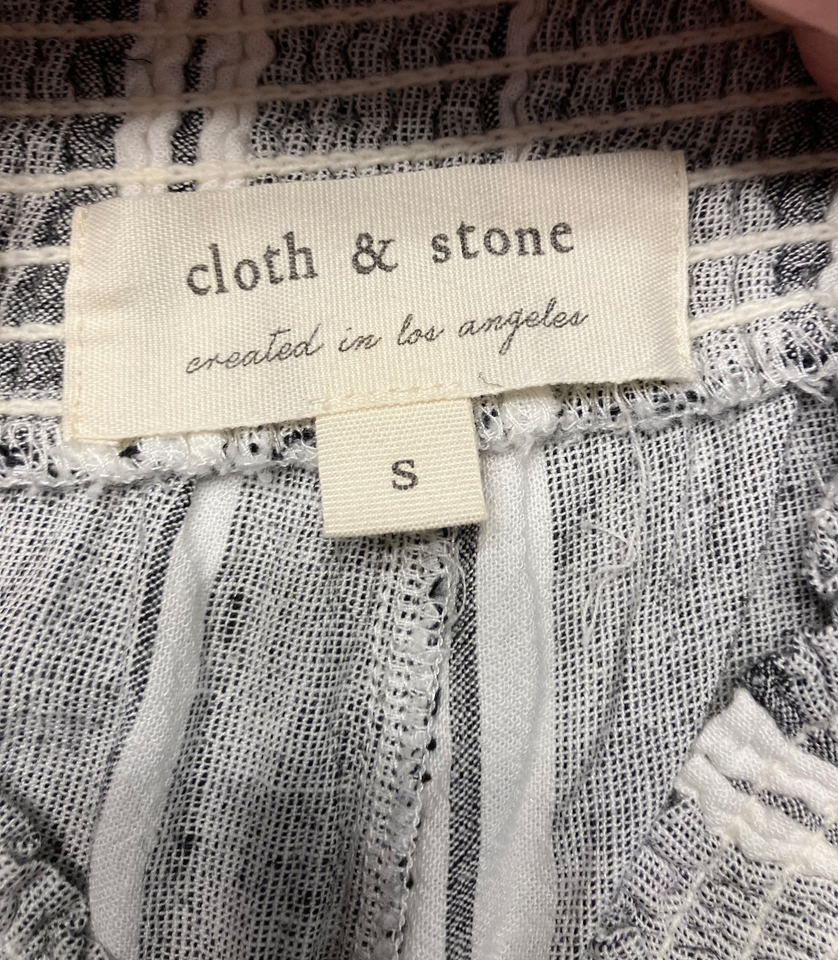 cloth & stone
created in los angeles
S